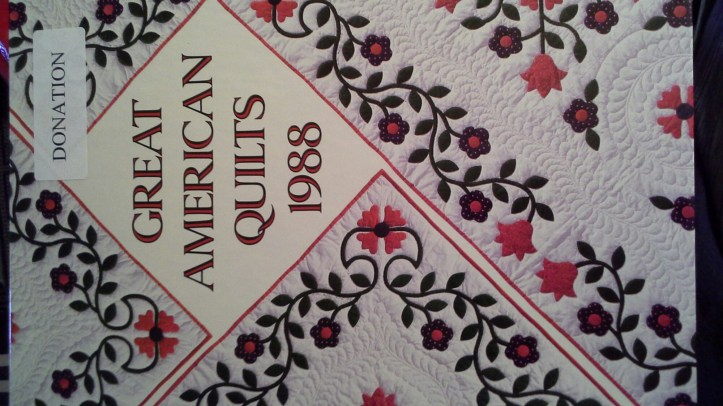 DONATION
GREAT
AMERICAN
QUILTS
1988